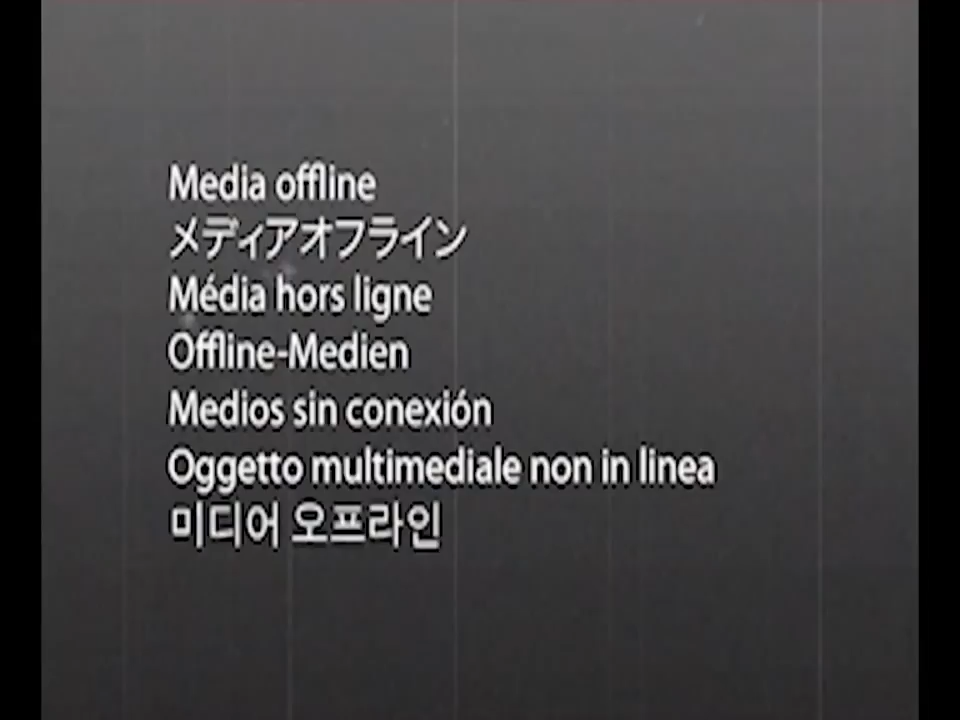 Media offline
メディアオフライン
Média hors ligne
Offline-Medien
Medios sin conexión
Oggetto multimediale non in linea
미디어 오프라인